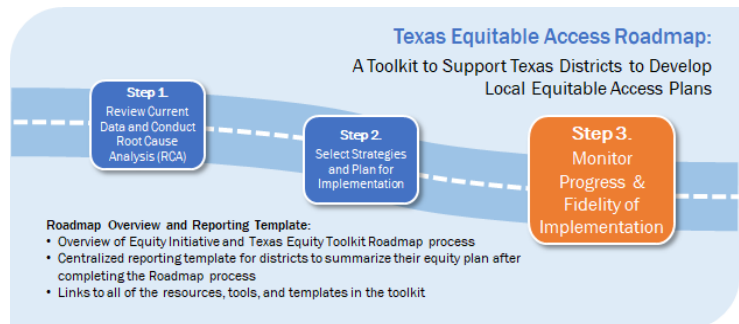 Texas Equitable Access Roadmap:
A Toolkit to Support Texas Districts to Develop
Local Equitable Access Plans
Step 1.
Review Current
Data and Conduct
Root Cause
Analysis (RCA)
Step 2.
Select Strategies
and Plan for
Implementation
Step 3.
Monitor
Progress &
Fidelity of
Implementation
Roadmap Overview and Reporting Template:
• Overview of Equity Initiative and Texas Equity Toolkit Roadmap process
• Centralized reporting template for districts to summarize their equity plan after
completing the Roadmap process
• Links to all of the resources, tools, and templates in the toolkit